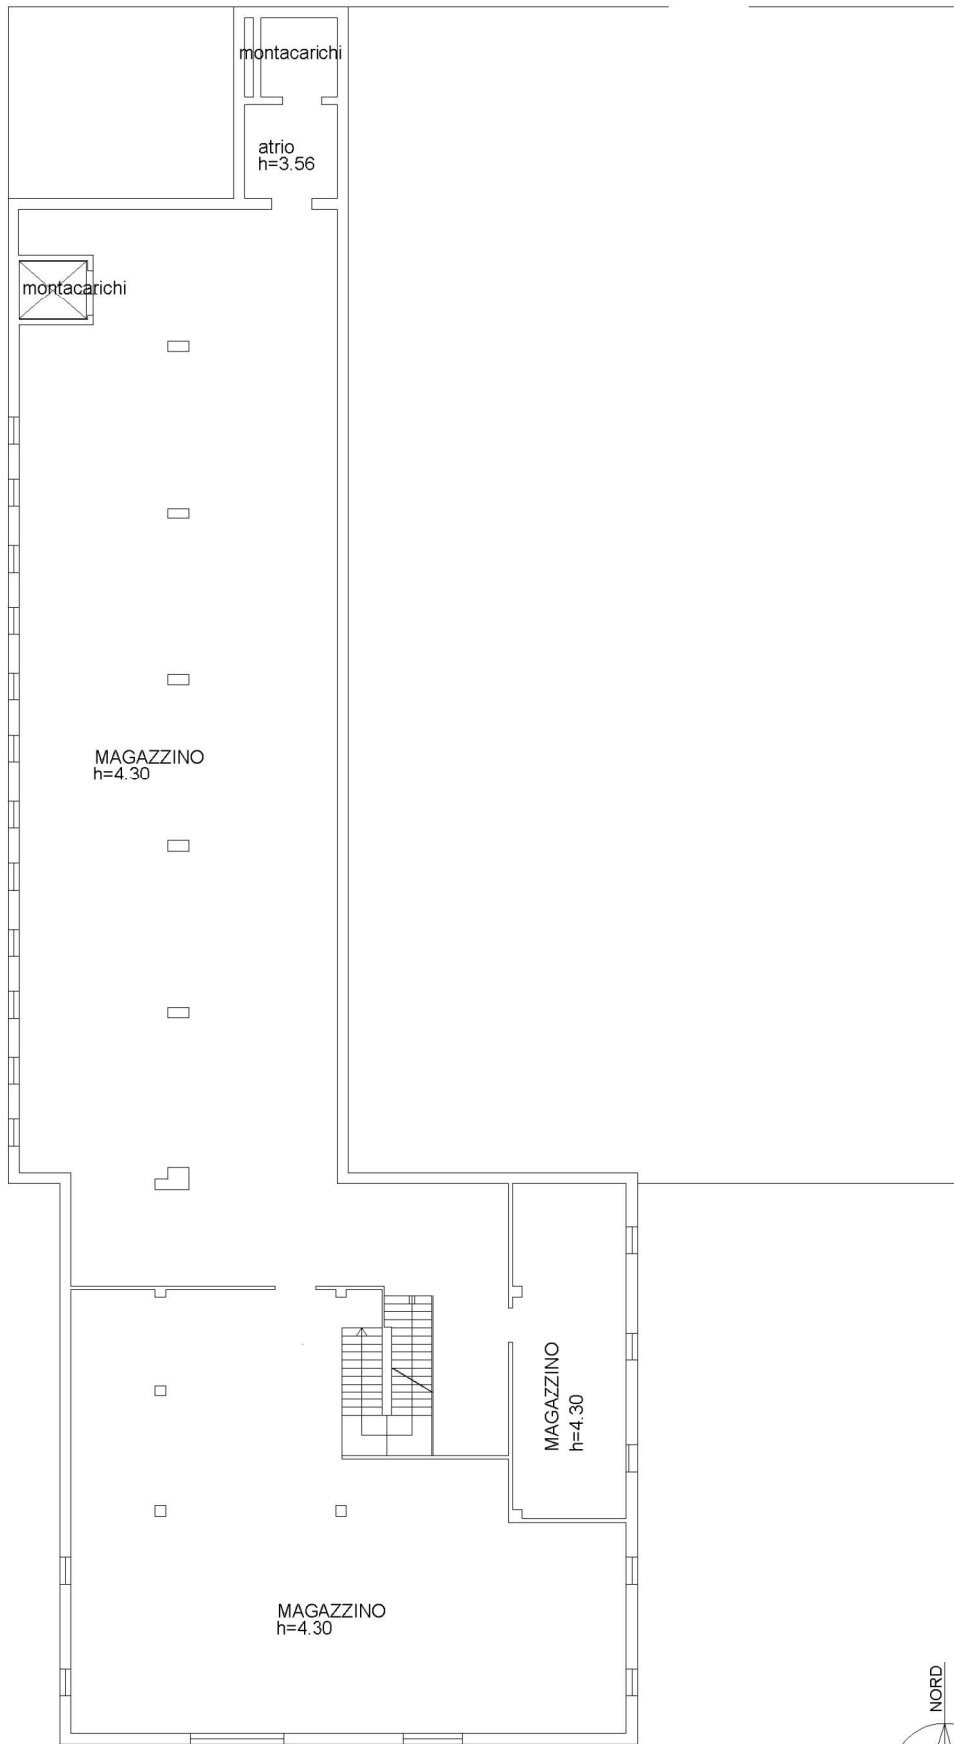 montacarichi
atrio
h=3.56
montacarichi
MAGAZZINO
h=4.30
MAGAZZINO
h=4.30
MAGAZZINO
h=4.30
NORD